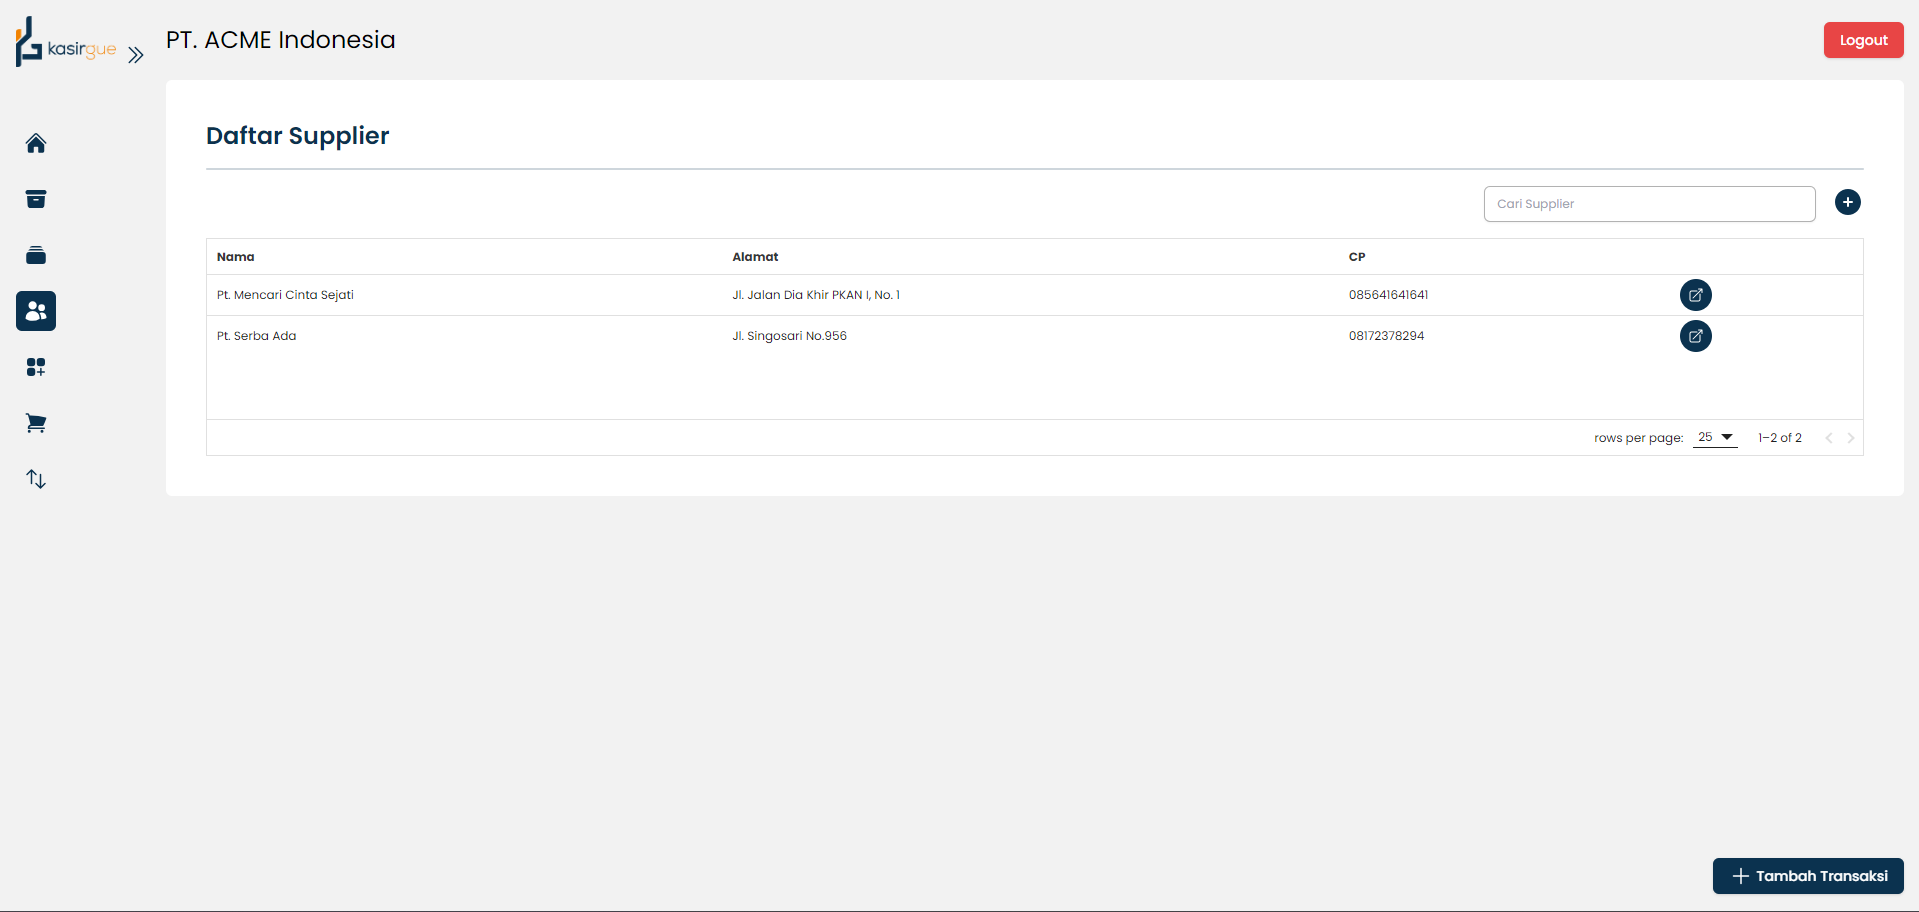 kasirgue
PT. ACME Indonesia
Logout
Daftar Supplier
Cari Supplier
Nama Alamat CP
Pt. Mencari Cinta Sejati Jl. Jalan Dia Khir PKAN I, No. 1 085641641641
Pt. Serba Ada Jl. Singosari No.956 08172378294
rows per page: 25 1–2 of 2
Tambah Transaksi